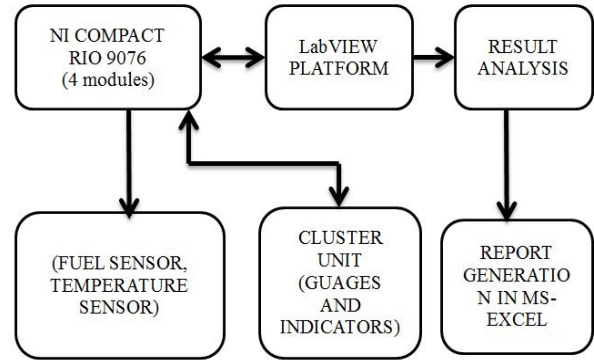 NI COMPACT
RIO 9076
(4 modules)
LabVIEW
PLATFORM
RESULT
ANALYSIS
(FUEL SENSOR,
TEMPERATURE
SENSOR)
CLUSTER
UNIT
(GUAGES
AND
INDICATORS)
REPORT
GENERATIO
N IN MS-
EXCEL